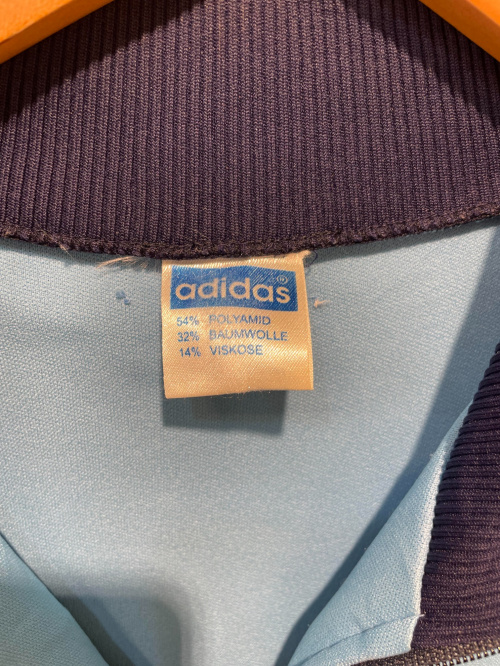 adidas®
54% POLYAMID
32% BAUMWOLLE
14% VISKOSE